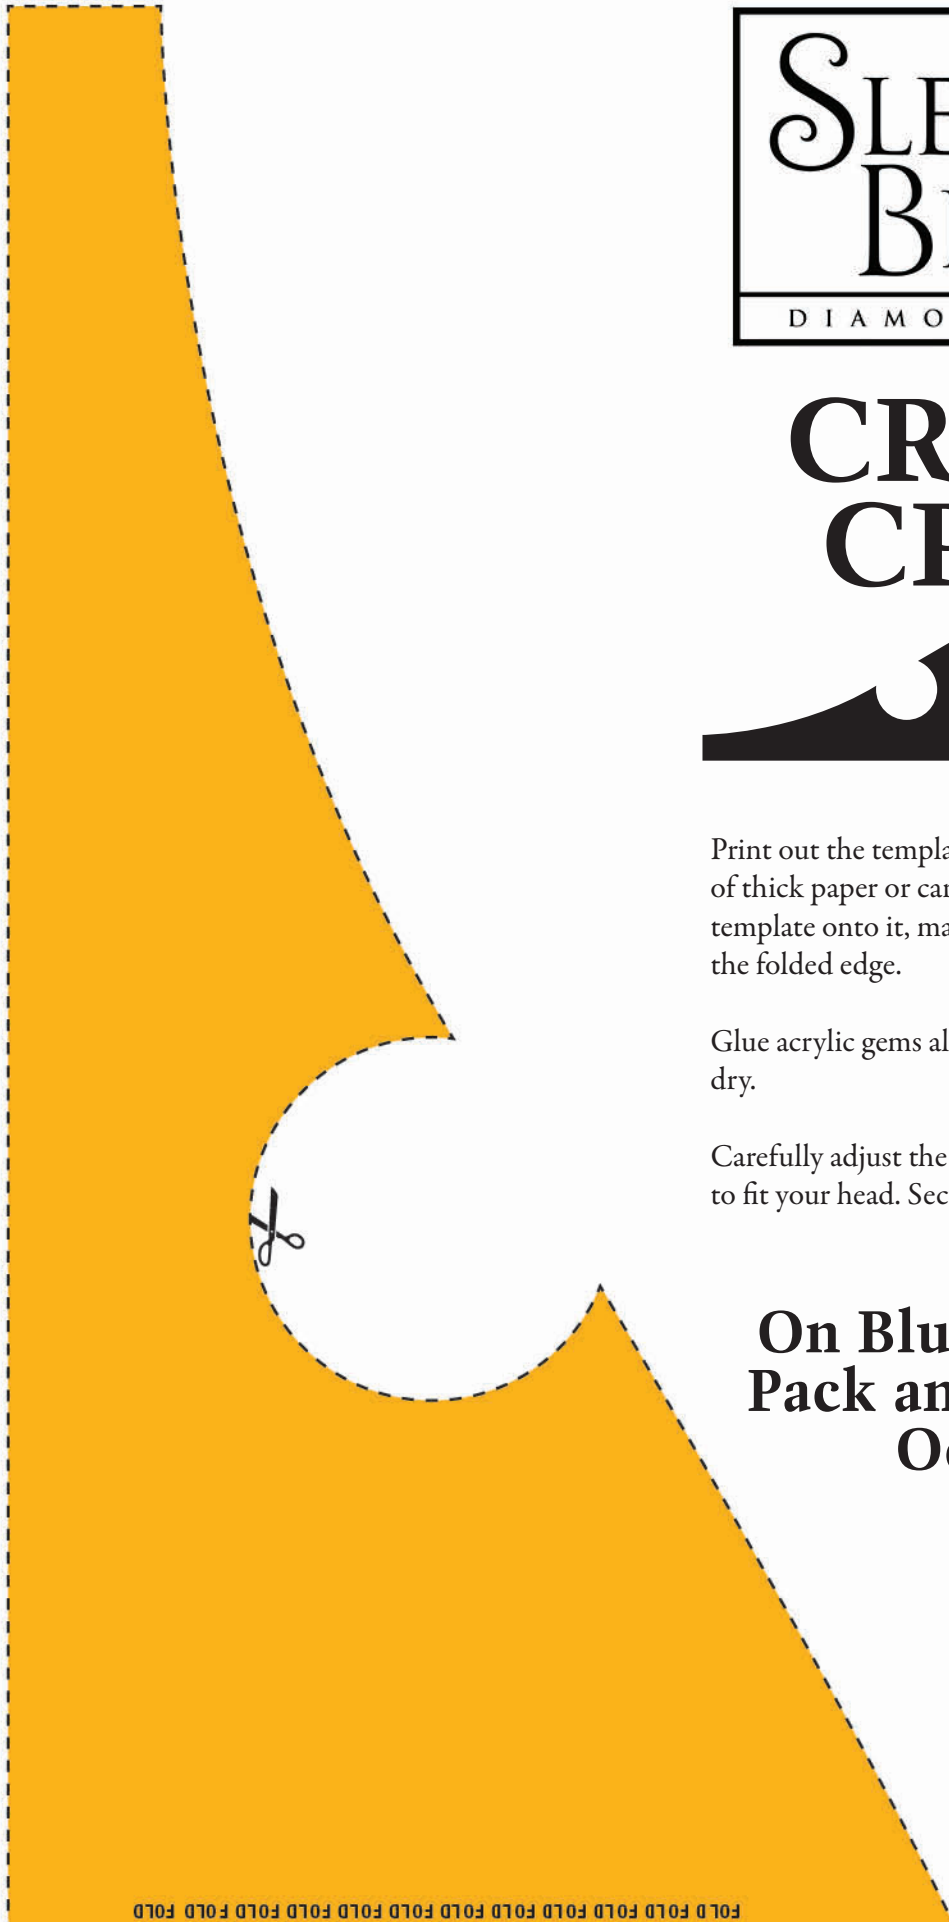 SLE
B
DIAMO
CR
C
Print out the templa
of thick paper or car
template onto it, ma
the folded edge.
Glue acrylic gems al
dry.
Carefully adjust the
to fit your head. Sec
On Blu
Pack an
O
FOLD FOLD FOLD FOLD FOLD FOLD FOLD FOLD FOLD FOLD FOLD FOLD